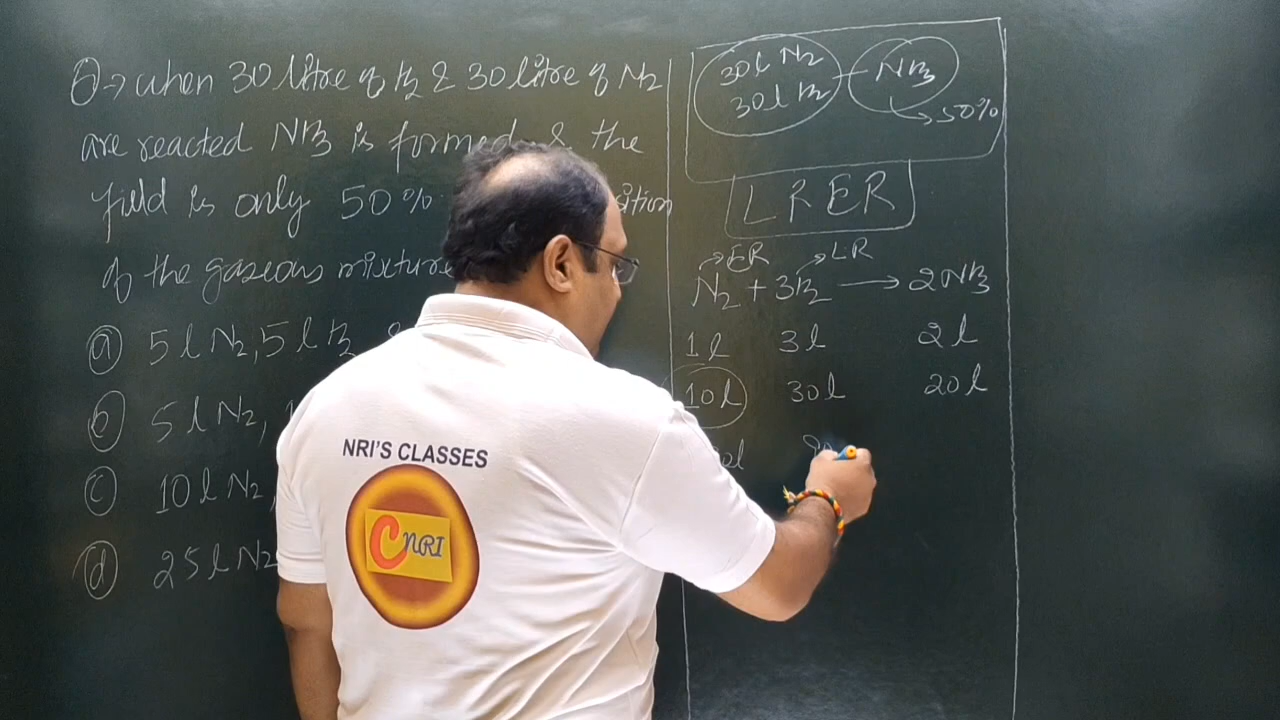 Q→ when 30 litre of H2 & 30 litre of N2
are reacted NH3 is formed & the
yield is only 50%
of the gaseous mixture
(a) 5 l N2, 5 l H2
(b) 5 l N2,
(c) 10 l N2,
(d) 25 l N2
30 l N2
30 l H2
NH3
→ 50%
LRER
→ER →LR
N2 + 3H2 → 2NH3
1 l 3 l 2 l
10 l 30 l 20 l
NRI'S CLASSES
CNRI